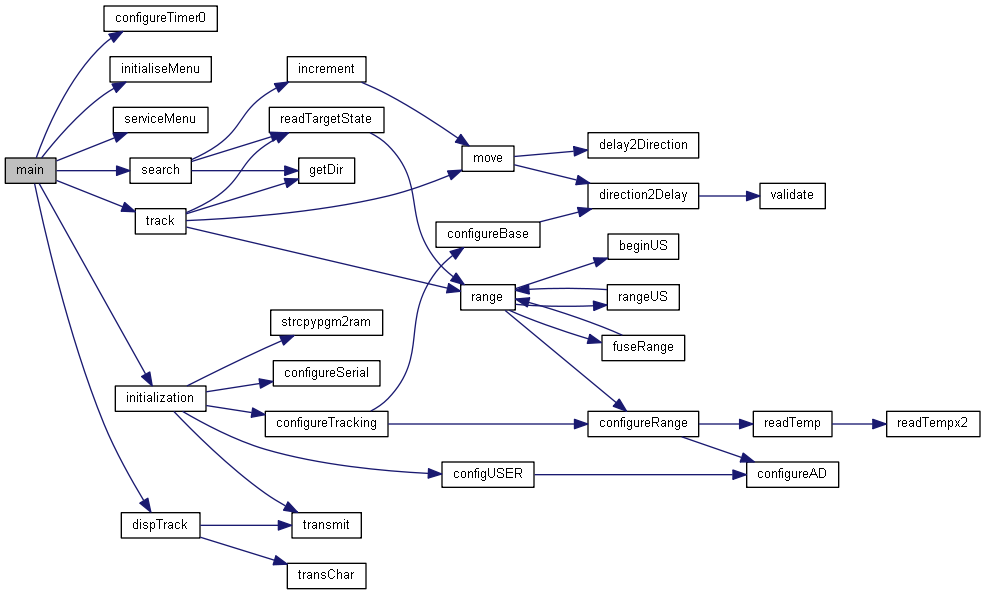 configureTimer0
initialiseMenu
increment
serviceMenu
readTargetState
delay2Direction
move
main
search
getDir
direction2Delay
validate
track
configureBase
beginUS
range
rangeUS
strcpypgm2ram
fuseRange
configureSerial
initialization
configureTracking
configureRange
readTemp
readTempx2
configUSER
configureAD
dispTrack
transmit
transChar